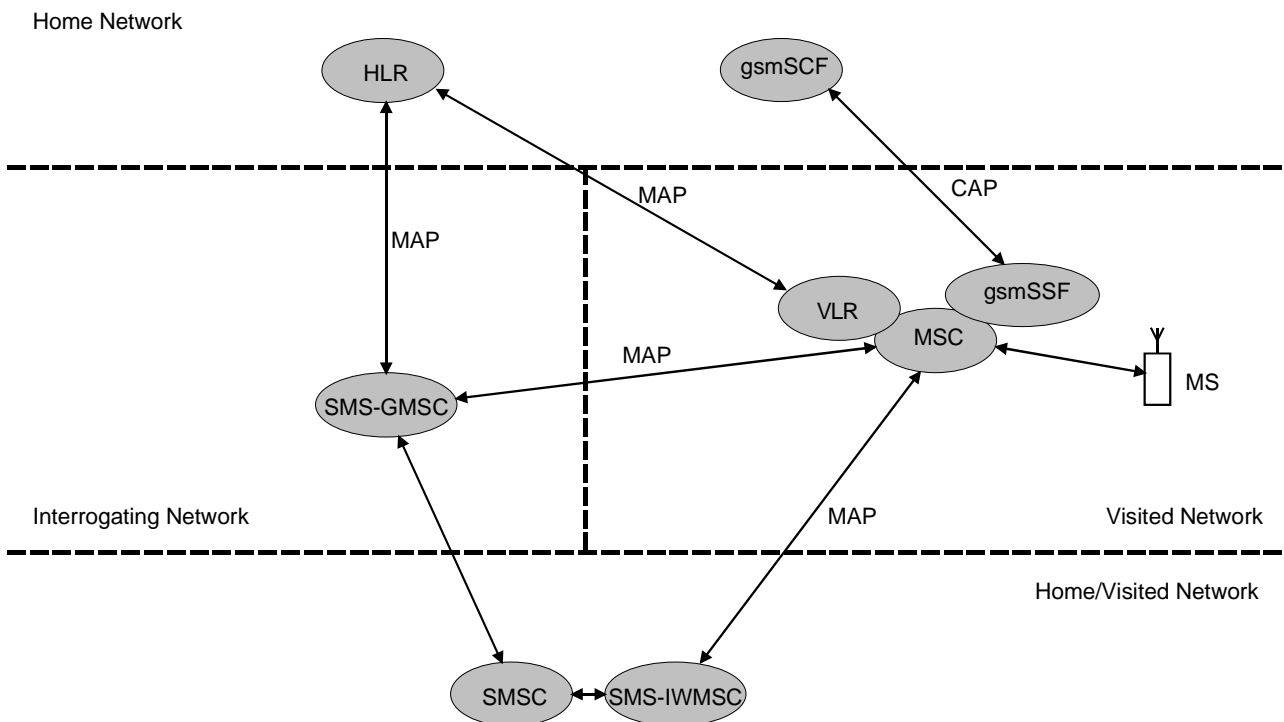 Home Network
HLR
gsmSCF
MAP
CAP
MAP
gsmSSF
VLR
MSC
MAP
MS
SMS-GMSC
Interrogating Network
MAP
Visited Network
Home/Visited Network
SMSC
SMS-IWMSC